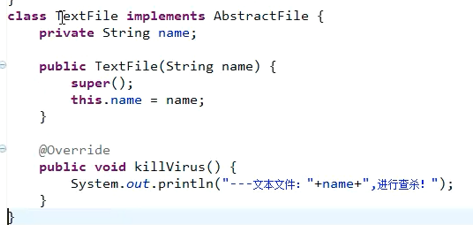 }
class TextFile implements AbstractFile {
    private String name;
    public TextFile(String name) {
        super();
        this.name = name;
    }
    @Override
    public void killVirus() {
        System.out.println("---文本文件："+name+",进行查杀！");
    }
}